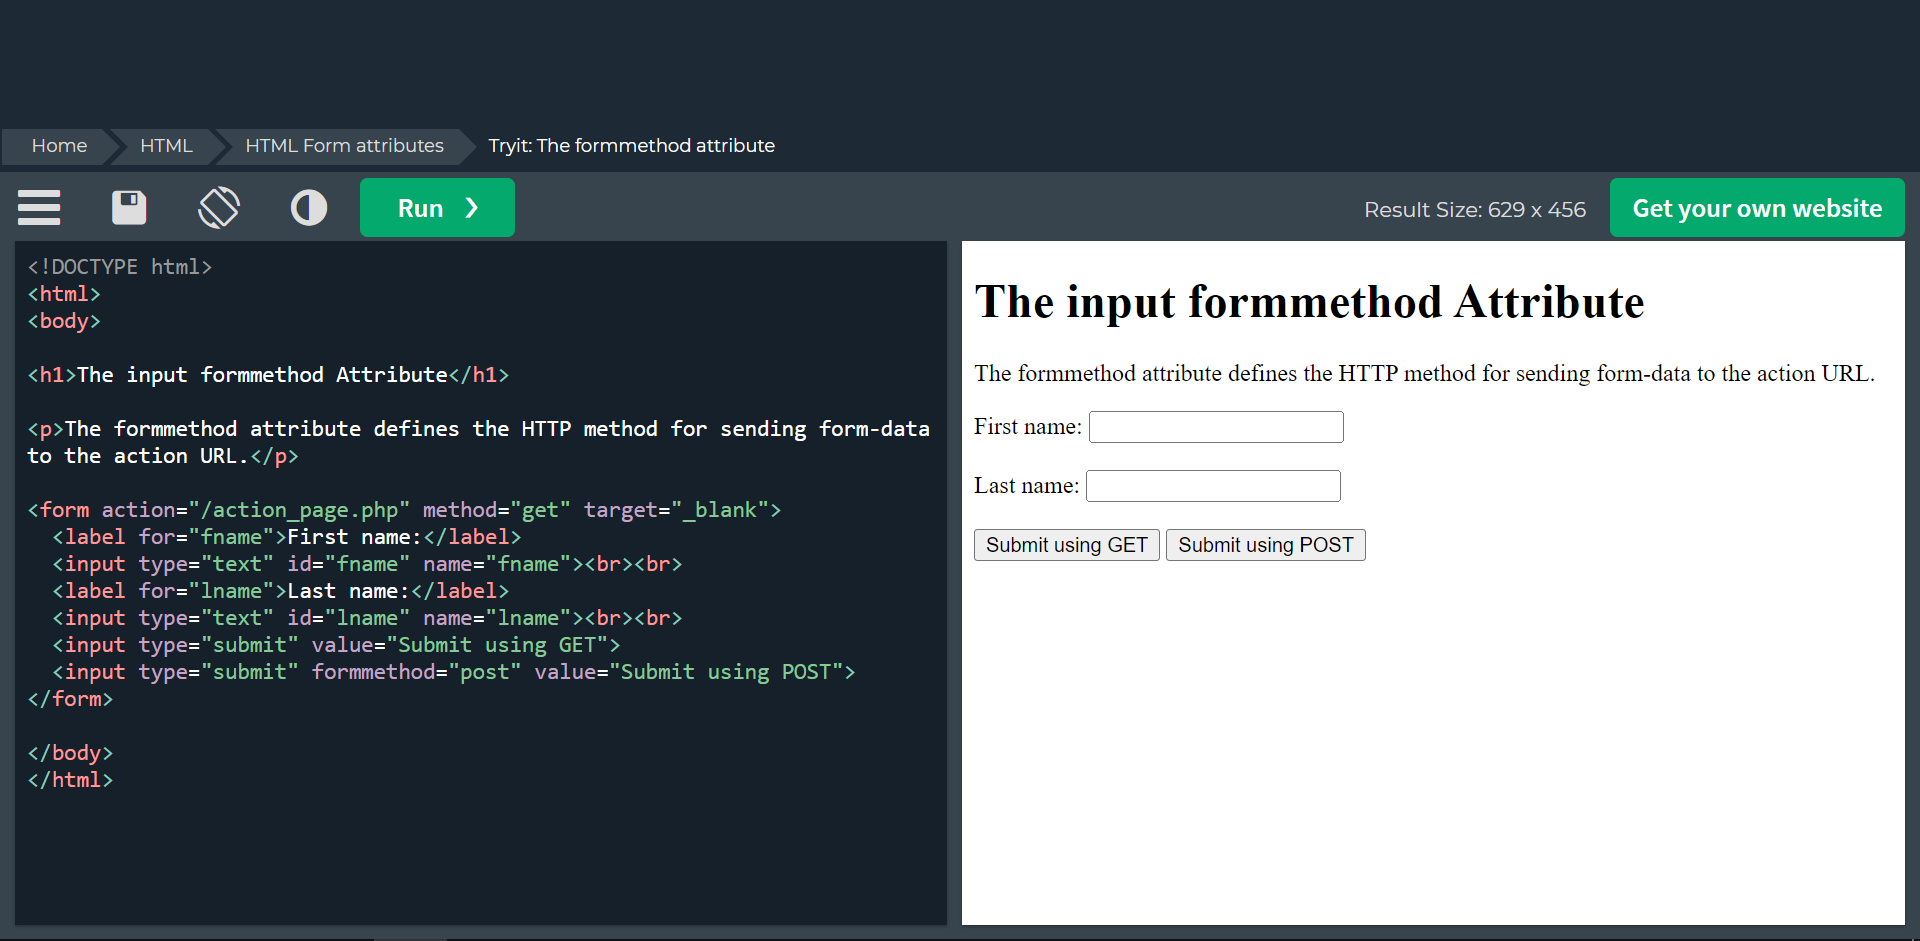 Home HTML HTML Form attributes Tryit: The formmethod attribute
Run ❯ Result Size: 629 x 456 Get your own website
<!DOCTYPE html>
<html>
<body>
<h1>The input formmethod Attribute</h1>
<p>The formmethod attribute defines the HTTP method for sending form-data
to the action URL.</p>
<form action="/action_page.php" method="get" target="_blank">
  <label for="fname">First name:</label>
  <input type="text" id="fname" name="fname"><br><br>
  <label for="lname">Last name:</label>
  <input type="text" id="lname" name="lname"><br><br>
  <input type="submit" value="Submit using GET">
  <input type="submit" formmethod="post" value="Submit using POST">
</form>
</body>
</html>
The input formmethod Attribute
The formmethod attribute defines the HTTP method for sending form-data to the action URL.
First name:
Last name:
Submit using GET Submit using POST